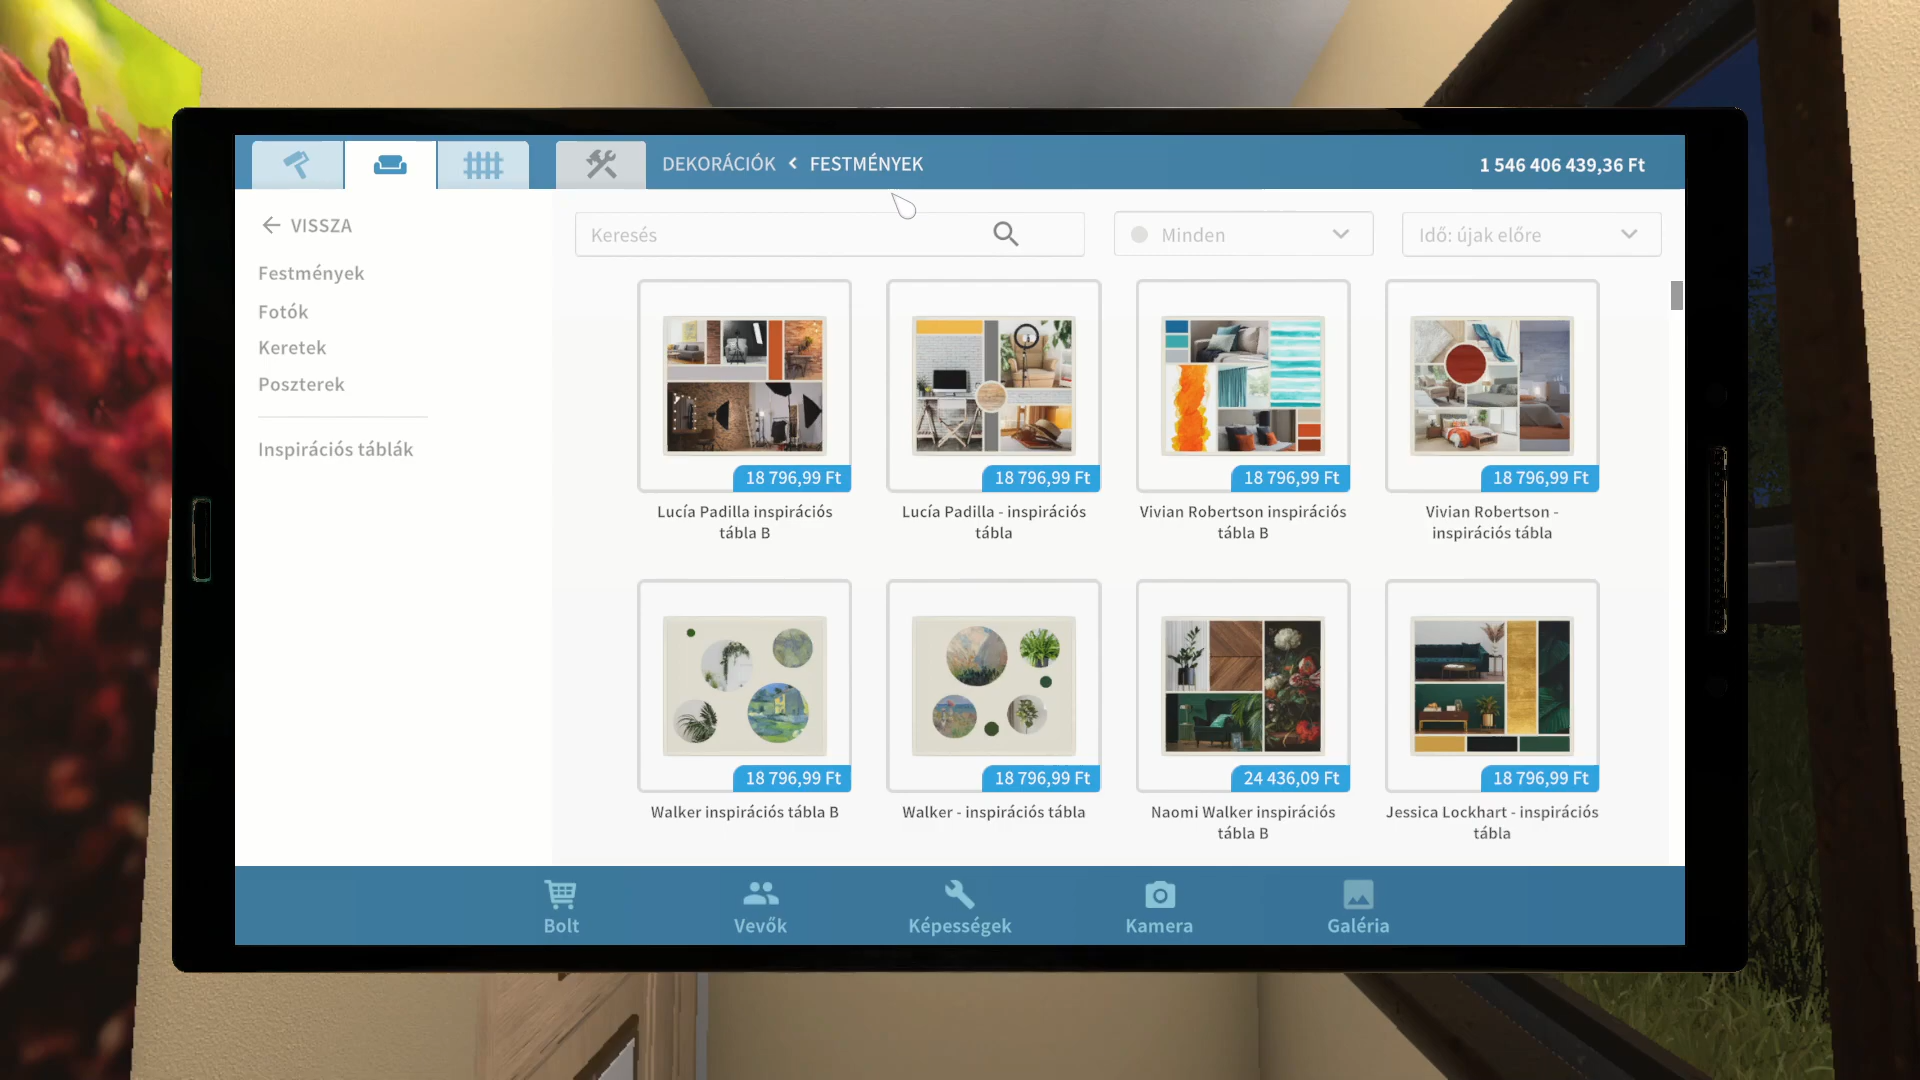 DEKORÁCIÓK < FESTMÉNYEK
1 546 406 439,36 Ft
VISSZA
Festmények
Fotók
Keretek
Poszterek
Inspirációs táblák
Keresés
Minden
Idő: újak előre
18 796,99 Ft
18 796,99 Ft
18 796,99 Ft
18 796,99 Ft
Lucía Padilla inspirációs
tábla B
Lucía Padilla - inspirációs
tábla
Vivian Robertson inspirációs
tábla B
Vivian Robertson -
inspirációs tábla
18 796,99 Ft
18 796,99 Ft
24 436,09 Ft
18 796,99 Ft
Walker inspirációs tábla B
Walker - inspirációs tábla
Naomi Walker inspirációs
tábla B
Jessica Lockhart - inspirációs
tábla
Bolt
Vevők
Képességek
Kamera
Galéria